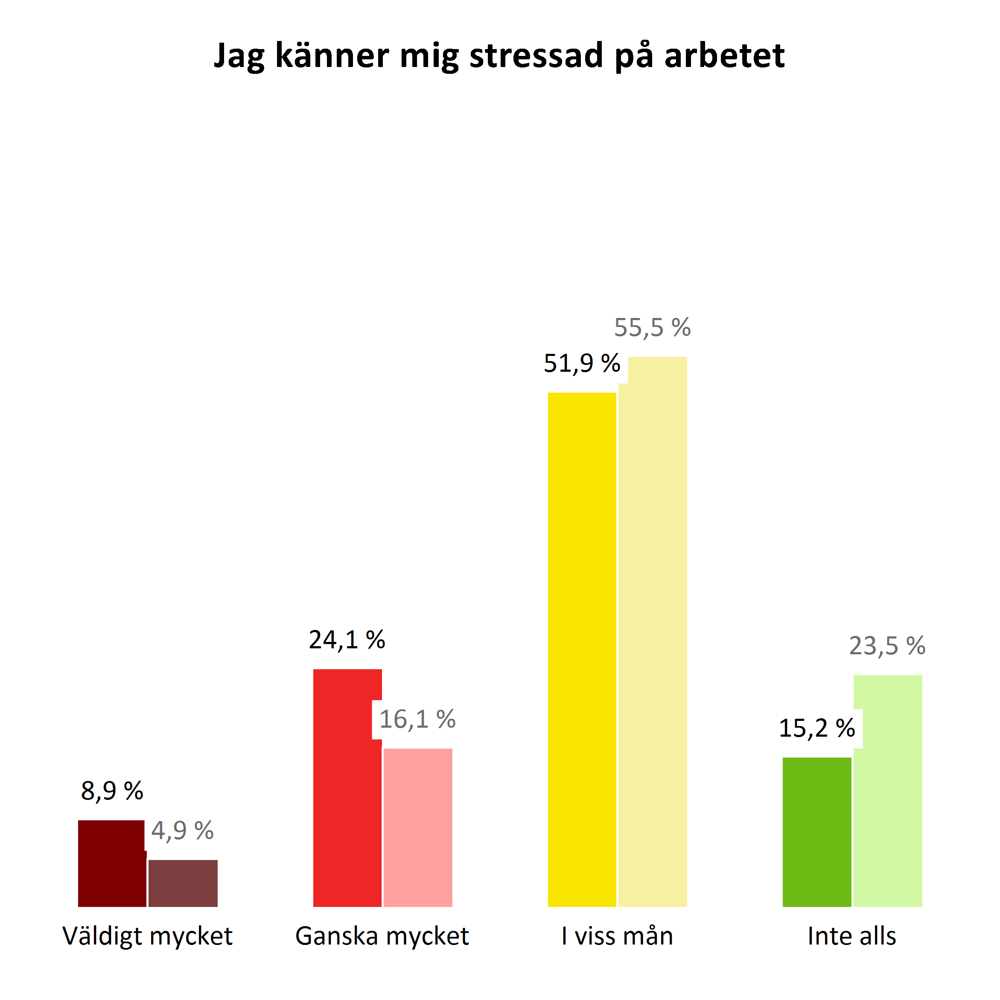 Jag känner mig stressad på arbetet
55,5 %
51,9 %
24,1 %
23,5 %
16,1 %
15,2 %
8,9 %
4,9 %
Väldigt mycket
Ganska mycket
I viss mån
Inte alls